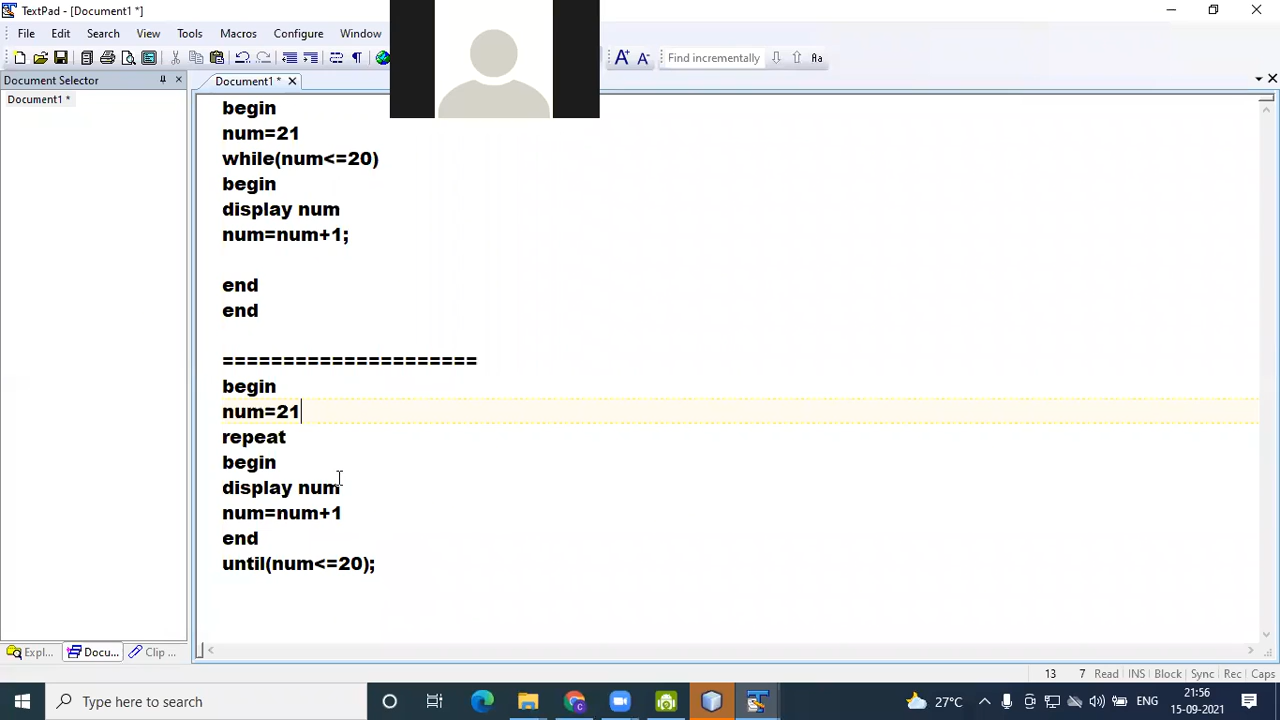 TextPad - [Document1 *]
File Edit Search View Tools Macros Configure Window
Find incrementally
Document Selector
Document1 *
Document1 *
begin
num=21
while(num<=20)
begin
display num
num=num+1;
end
end
=====================
begin
num=21
repeat
begin
display num
num=num+1
end
until(num<=20);
Expl... Docu... Clip ...
13 7 Read INS Block Sync Rec Caps
Type here to search
27°C ENG 21:56
15-09-2021